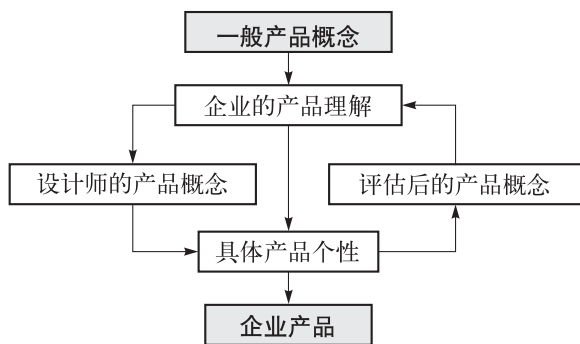 一般产品概念
企业的产品理解
设计师的产品概念
评估后的产品概念
具体产品个性
企业产品